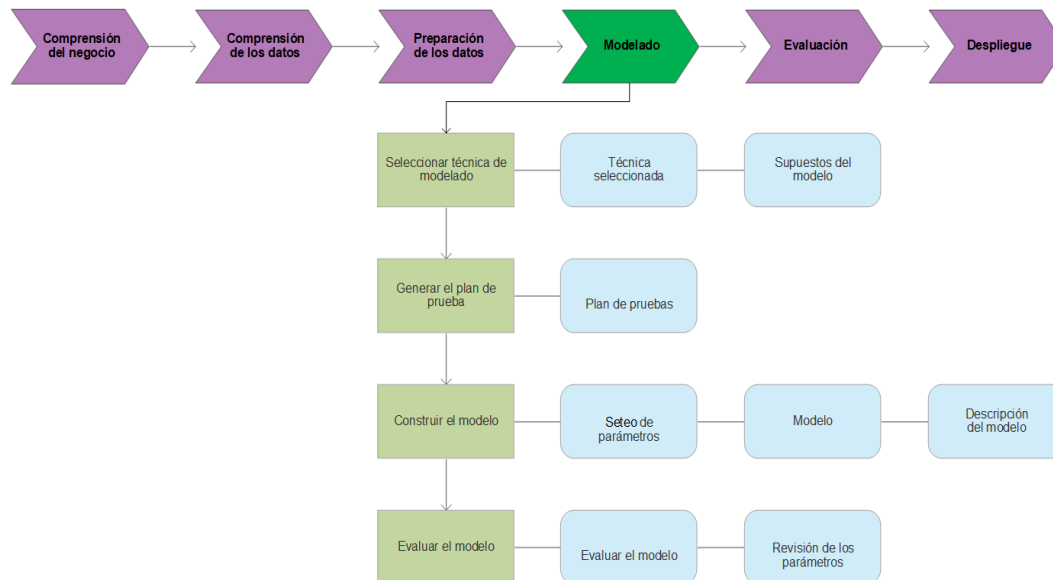 Comprensión
del negocio
Comprensión
de los datos
Preparación
de los datos
Modelado
Evaluación
Despliegue
Seleccionar técnica de
modelado
Técnica
seleccionada
Supuestos del
modelo
Generar el plan de
prueba
Plan de pruebas
Construir el modelo
Seteo de
parámetros
Modelo
Descripción
del modelo
Evaluar el modelo
Evaluar el modelo
Revisión de los
parámetros